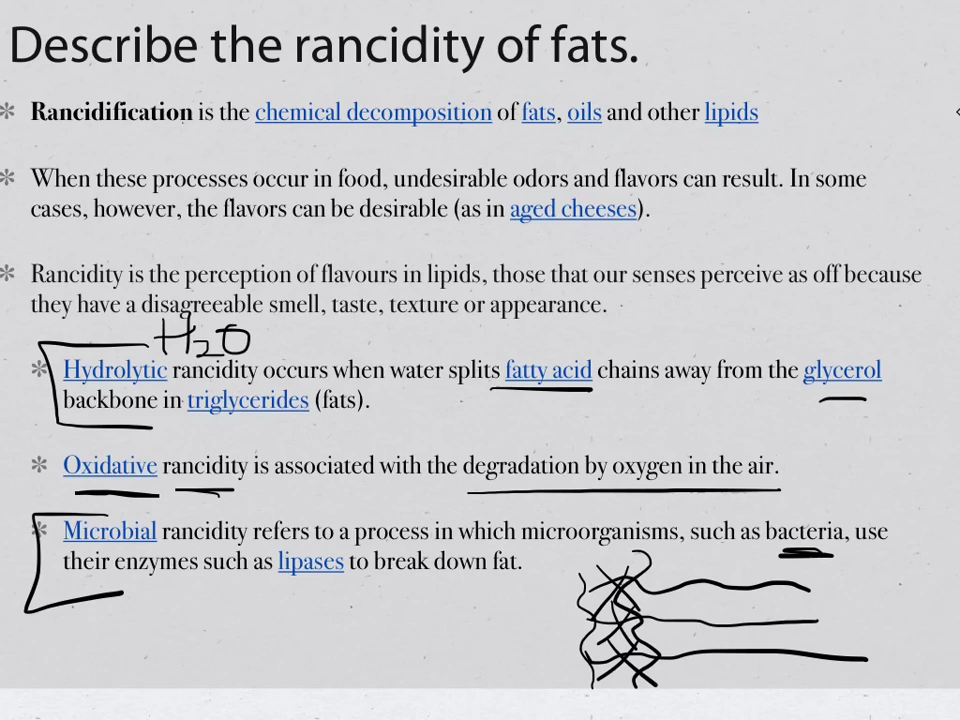 Describe the rancidity of fats.
Rancidification is the chemical decomposition of fats, oils and other lipids
When these processes occur in food, undesirable odors and flavors can result. In some
cases, however, the flavors can be desirable (as in aged cheeses).
Rancidity is the perception of flavours in lipids, those that our senses perceive as off because
they have a disagreeable smell, taste, texture or appearance.
H2O
Hydrolytic rancidity occurs when water splits fatty acid chains away from the glycerol
backbone in triglycerides (fats).
Oxidative rancidity is associated with the degradation by oxygen in the air.
Microbial rancidity refers to a process in which microorganisms, such as bacteria, use
their enzymes such as lipases to break down fat.